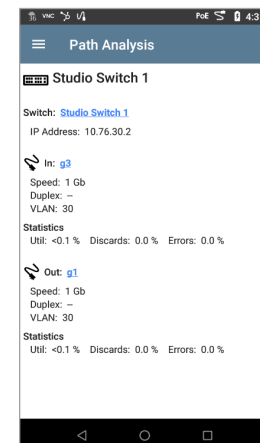 VNC PoE 4:3
Path Analysis
Studio Switch 1
Switch: Studio Switch 1
IP Address: 10.76.30.2
In: g3
Speed: 1 Gb
Duplex: --
VLAN: 30
Statistics
Util: <0.1 % Discards: 0.0 % Errors: 0.0 %
Out: g1
Speed: 1 Gb
Duplex: --
VLAN: 30
Statistics
Util: <0.1 % Discards: 0.0 % Errors: 0.0 %